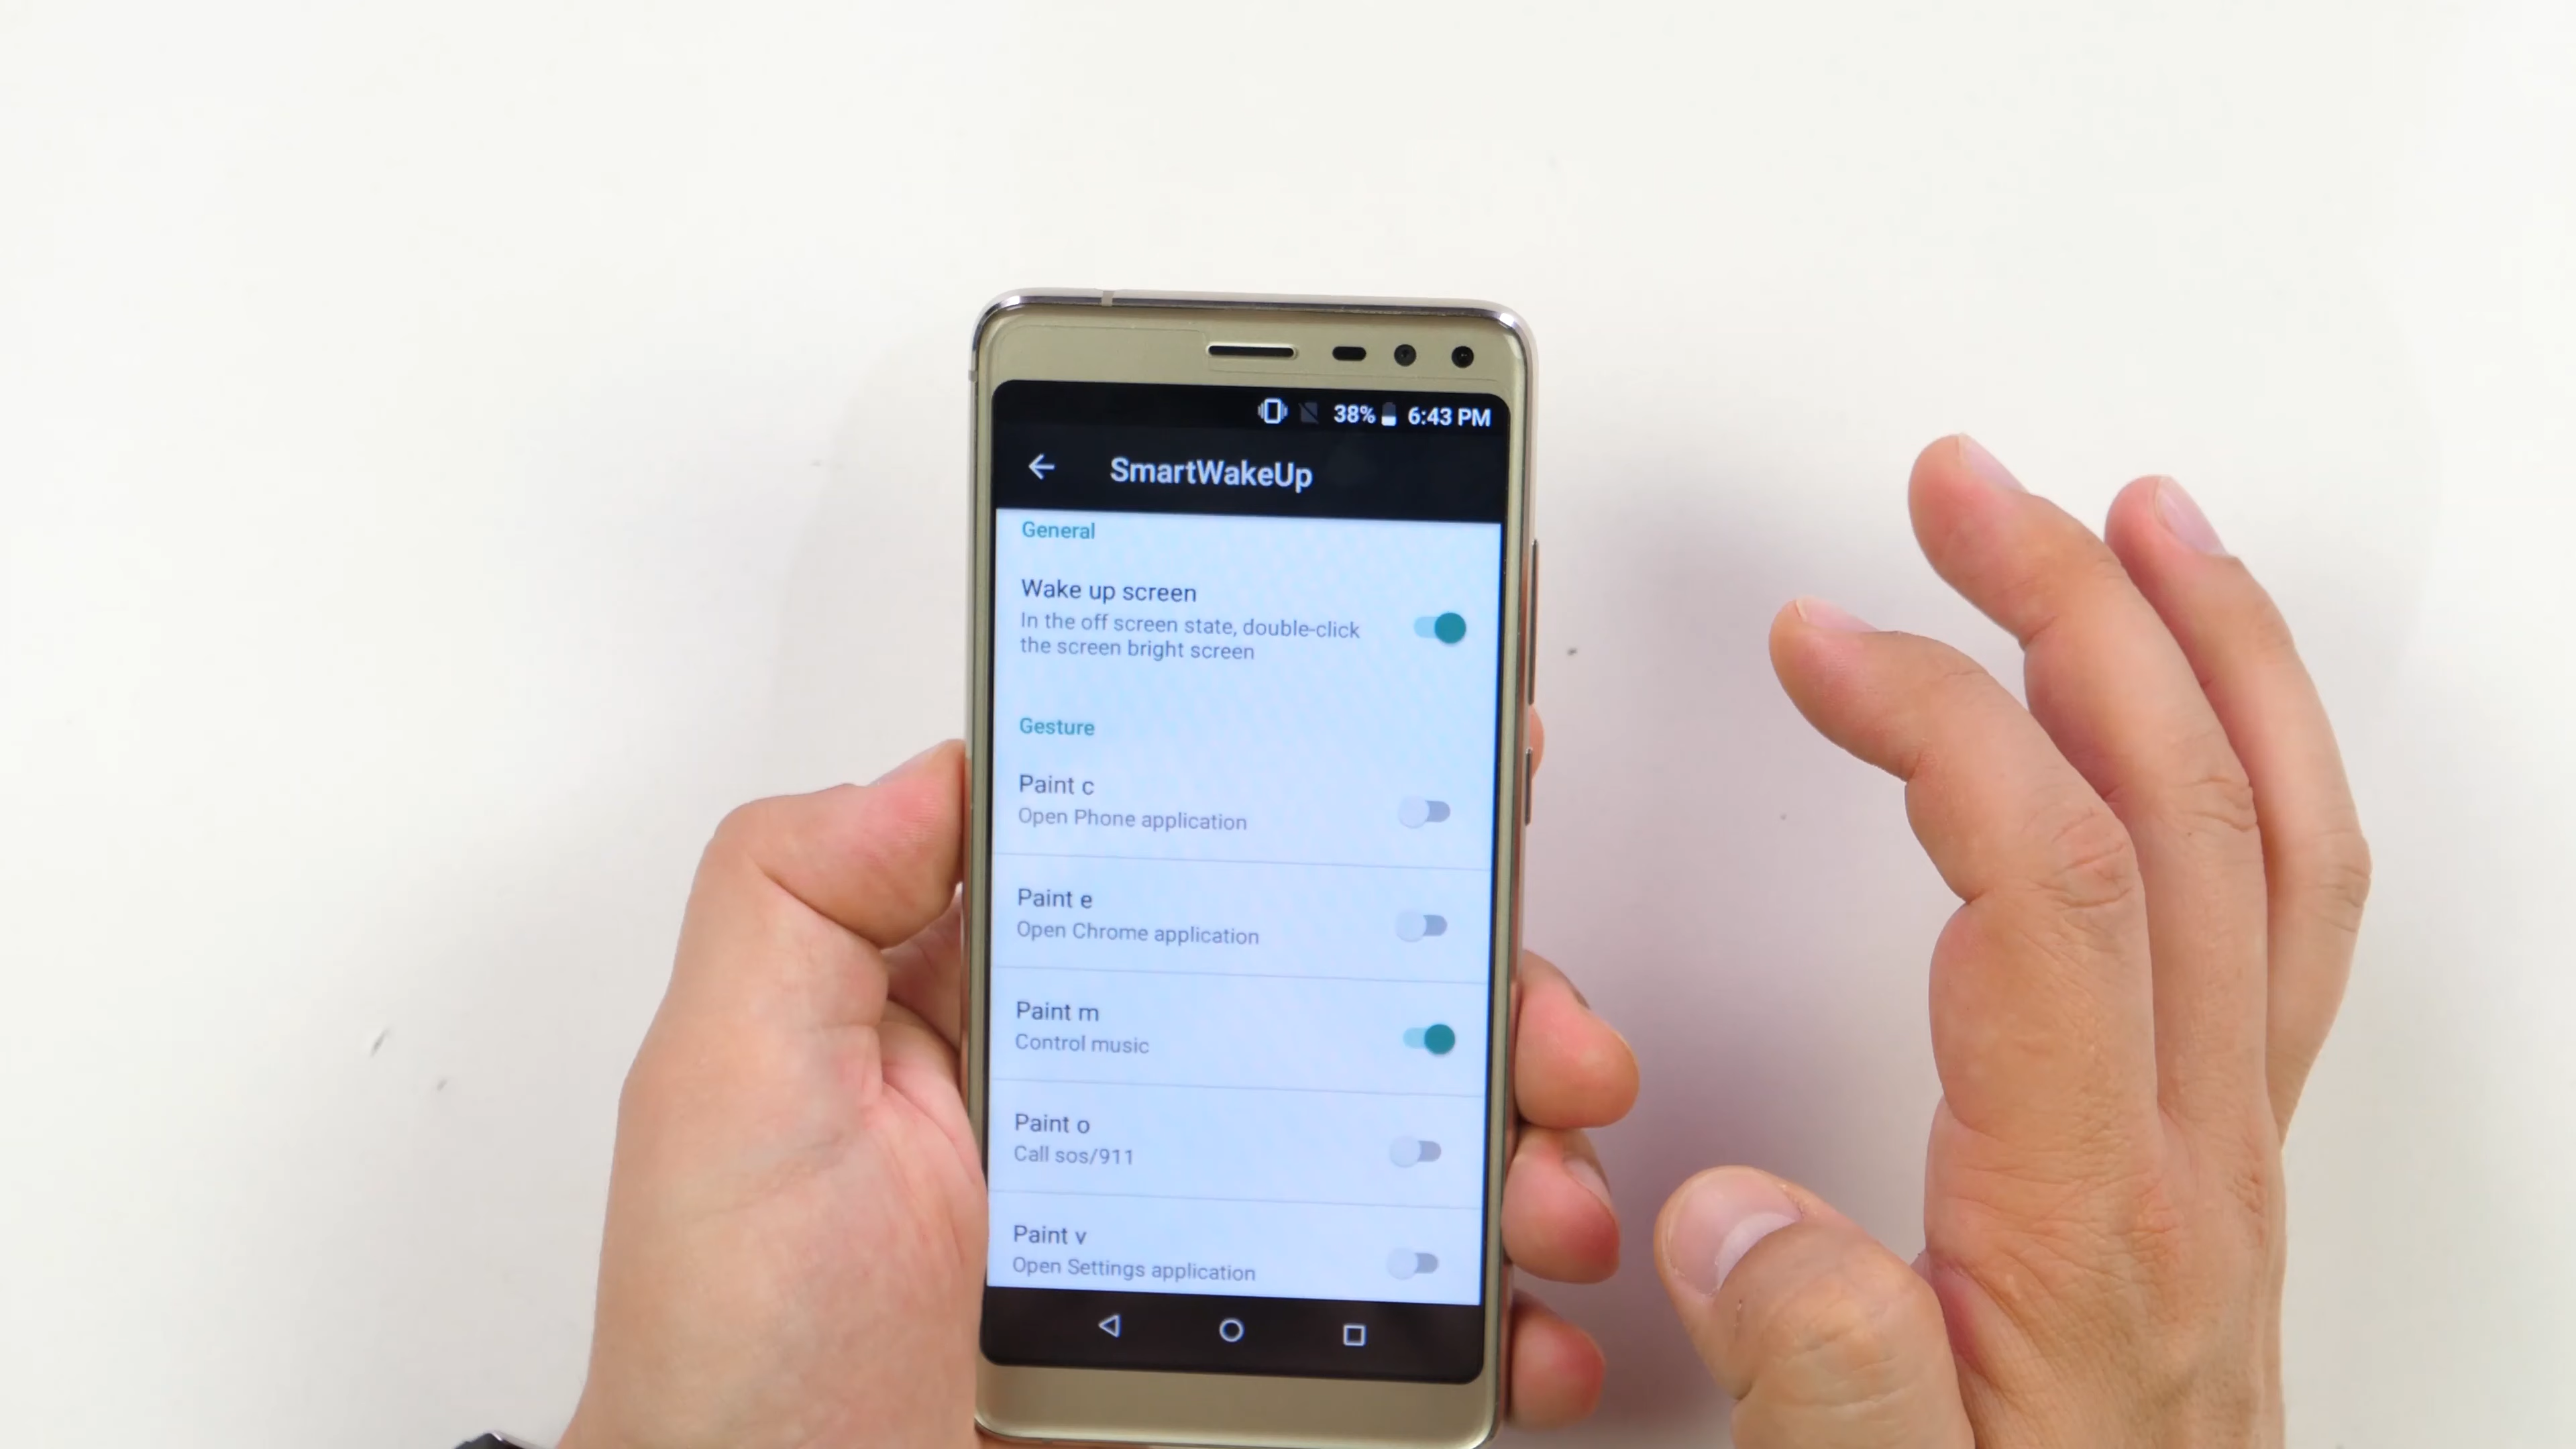 38% 6:43 PM
SmartWakeUp
General
Wake up screen
In the off screen state, double-click
the screen bright screen
Gesture
Paint c
Open Phone application
Paint e
Open Chrome application
Paint m
Control music
Paint o
Call sos/911
Paint v
Open Settings application